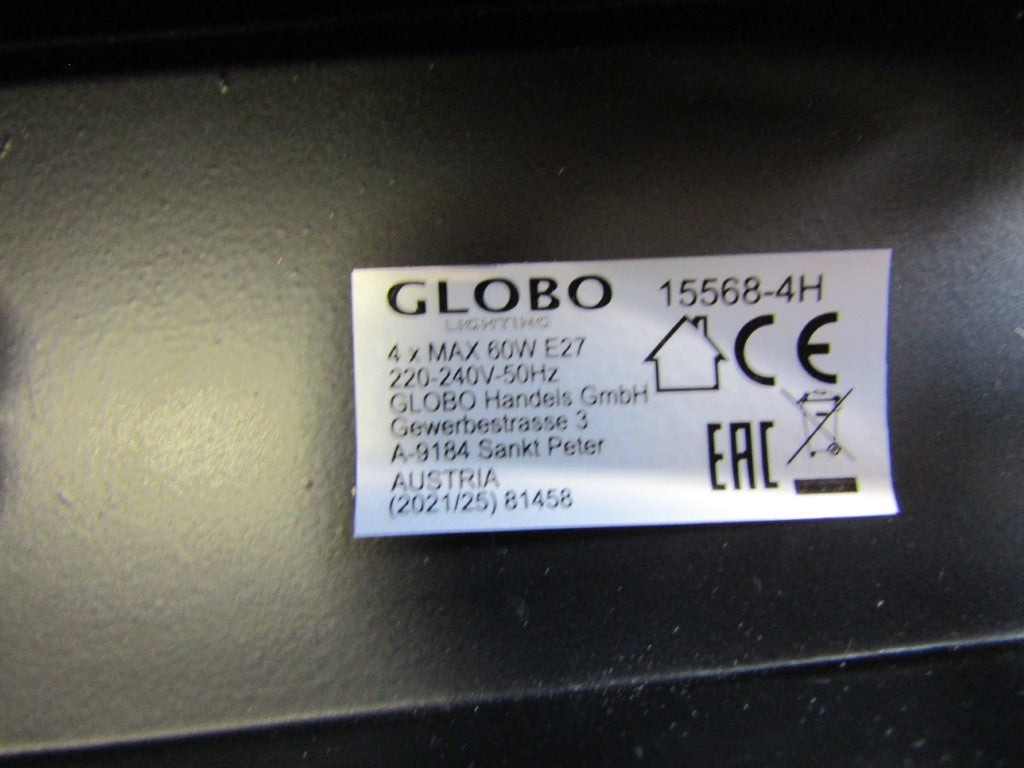 GLOBO 15568-4H
LIGHTING
4 x MAX 60W E27
220-240V-50Hz
GLOBO Handels GmbH
Gewerbestrasse 3
A-9184 Sankt Peter
AUSTRIA
(2021/25) 81458
CE
EAC